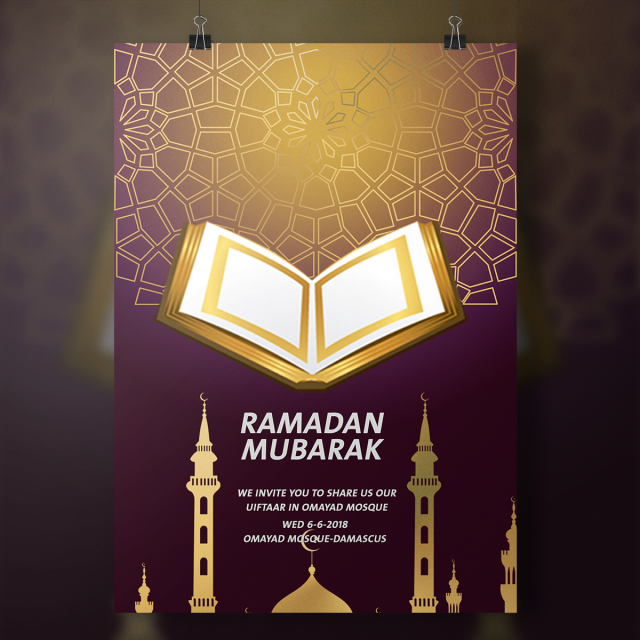 RAMADAN
MUBARAK
WE INVITE YOU TO SHARE US OUR
UIFTAAR IN OMAYAD MOSQUE
WED 6-6-2018
OMAYAD MOSQUE-DAMASCUS